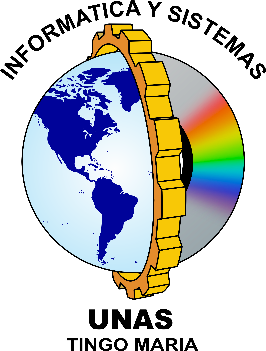 INFORMATICA Y SISTEMAS
UNAS
TINGO MARIA